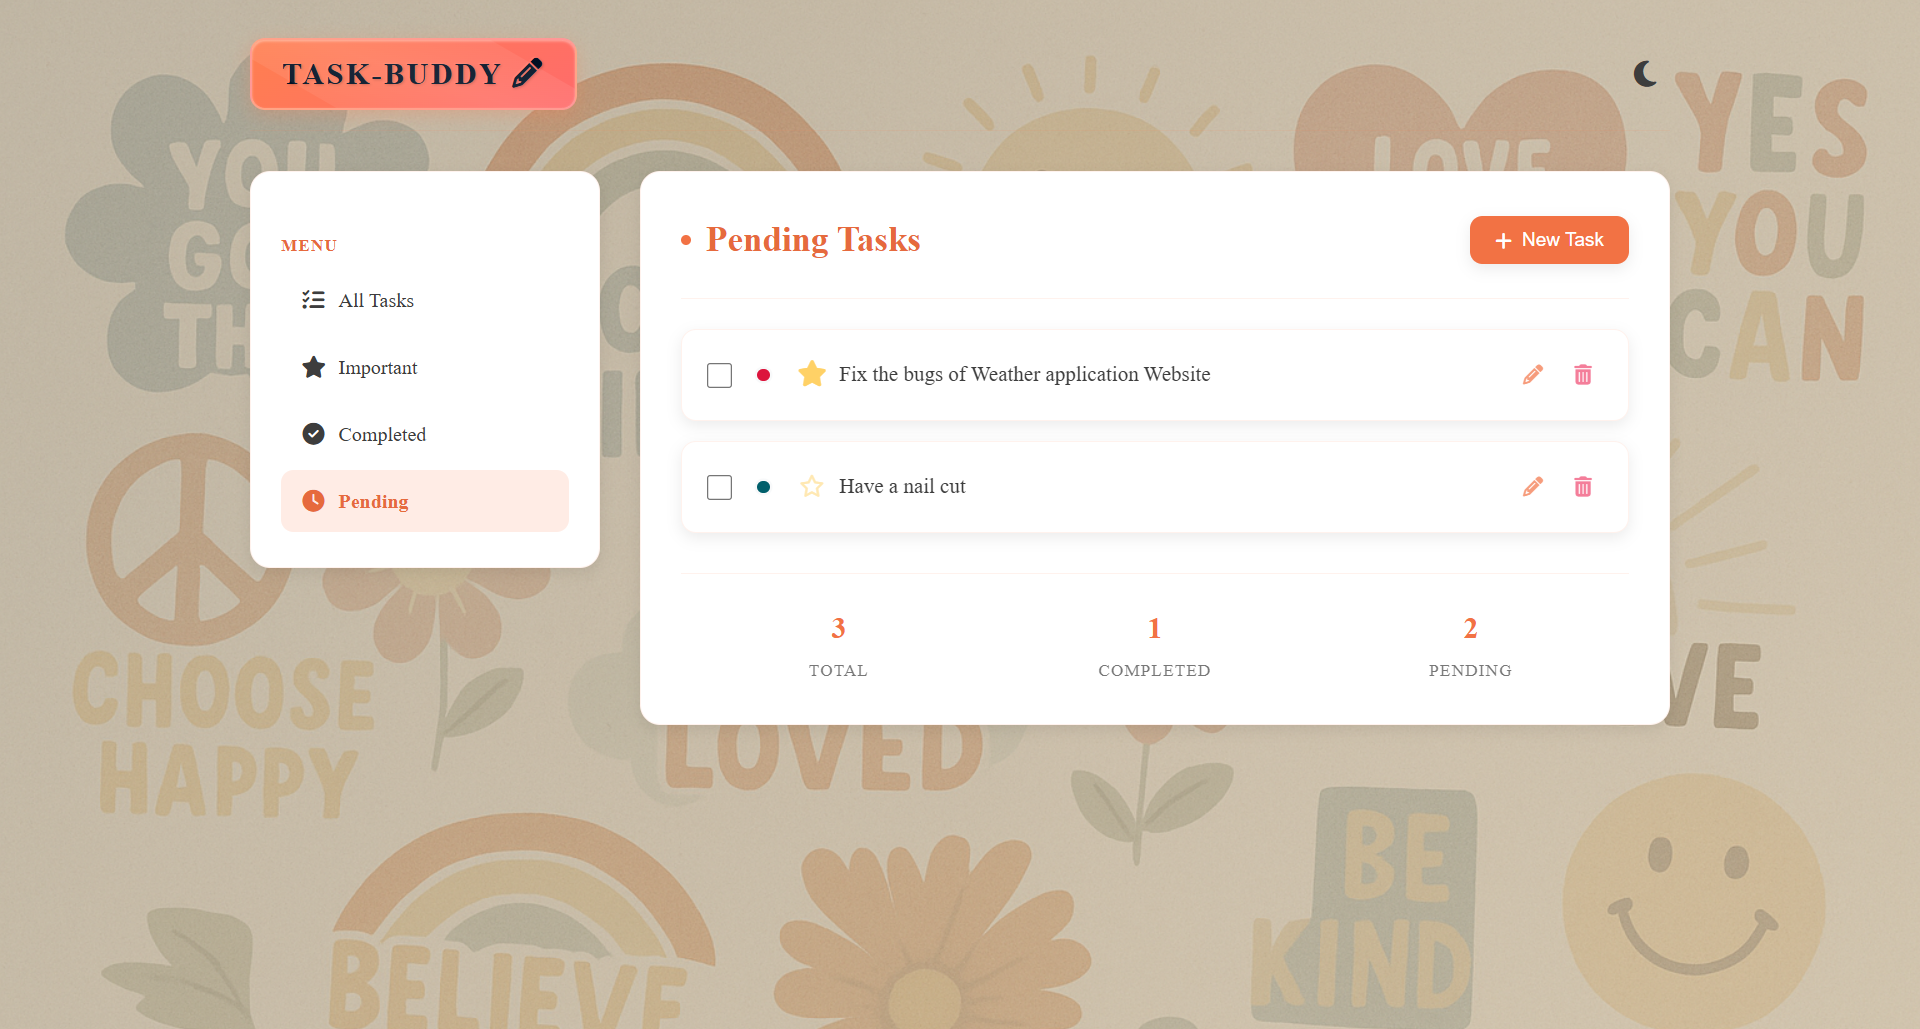 TASK-BUDDY
YES
YOU
CAN
YOU
LOVE
MENU
All Tasks
Important
Completed
Pending
Pending Tasks
New Task
Fix the bugs of Weather application Website
Have a nail cut
3
1
2
TOTAL
COMPLETED
PENDING
CHOOSE
HAPPY
LOVED
BE
KIND
BELIEVE